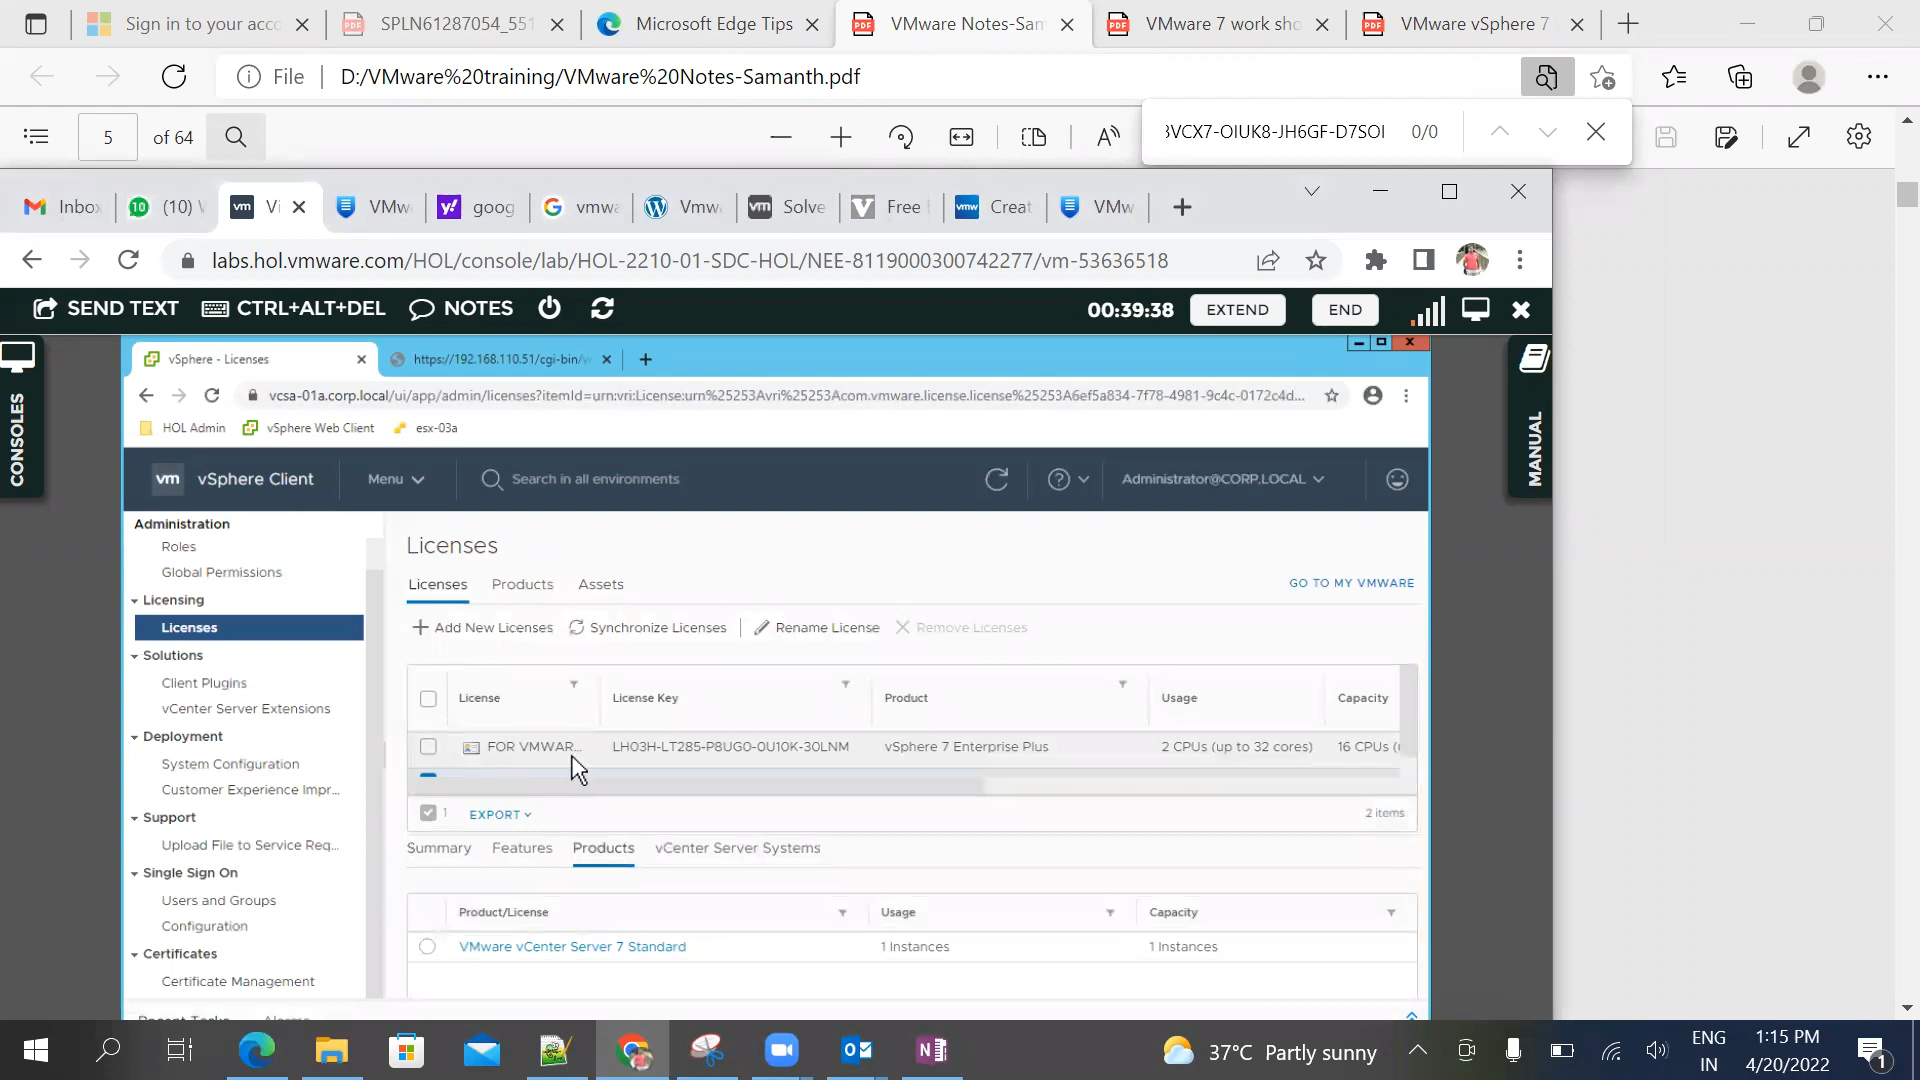 Sign in to your acc
SPLN61287054_551
Microsoft Edge Tips
VMware Notes-Sam
VMware 7 work sho
VMware vSphere 7
File
D:/VMware%20training/VMware%20Notes-Samanth.pdf
5 of 64
3VCX7-OIUK8-JH6GF-D7SOI 0/0
Inbox
(10) W
Vi
VMw
goog
vmwa
Vmwa
Solve
Free
Creat
VMw
labs.hol.vmware.com/HOL/console/lab/HOL-2210-01-SDC-HOL/NEE-8119000300742277/vm-53636518
SEND TEXT CTRL+ALT+DEL NOTES 00:39:38 EXTEND END
CONSOLES
MANUAL
vSphere - Licenses
https://192.168.110.51/cgi-bin/
vcsa-01a.corp.local/ui/app/admin/licenses?itemId=urn:vri:License:urn%25253Avri%25253Acom.vmware.license.license%25253A6ef5a834-7f78-4981-9c4c-0172c4d...
HOL Admin vSphere Web Client esx-03a
vm vSphere Client Menu Search in all environments Administrator@CORP.LOCAL
Administration
Roles
Global Permissions
Licensing
Licenses
Solutions
Client Plugins
vCenter Server Extensions
Deployment
System Configuration
Customer Experience Impr...
Support
Upload File to Service Req...
Single Sign On
Users and Groups
Configuration
Certificates
Certificate Management
Licenses
Licenses Products Assets
GO TO MY VMWARE
Add New Licenses Synchronize Licenses Rename License Remove Licenses
License License Key Product Usage Capacity
FOR VMWAR... LH03H-LT285-P8UG0-0U10K-30LNM vSphere 7 Enterprise Plus 2 CPUs (up to 32 cores) 16 CPUs (
1 EXPORT 2 items
Summary Features Products vCenter Server Systems
Product/License Usage Capacity
VMware vCenter Server 7 Standard 1 Instances 1 Instances
Recent Tasks Alarms
37°C Partly sunny
ENG
IN
1:15 PM
4/20/2022
1